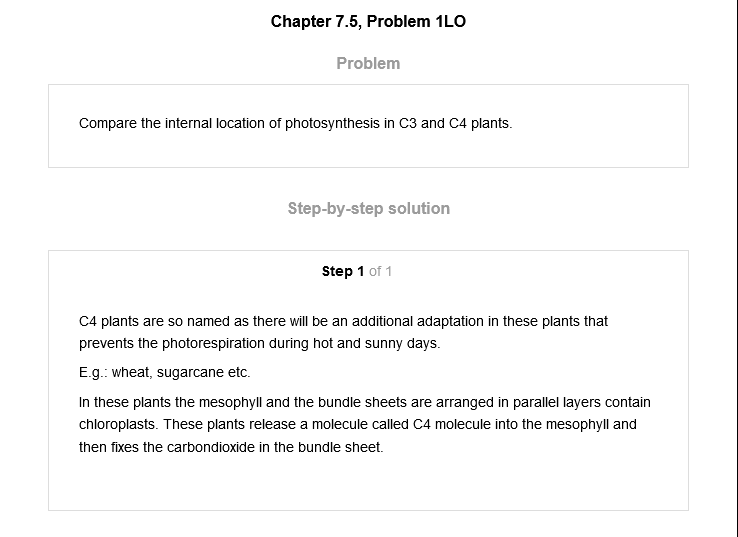 Chapter 7.5, Problem 1LO
Problem
Compare the internal location of photosynthesis in C3 and C4 plants.
Step-by-step solution
Step 1 of 1
C4 plants are so named as there will be an additional adaptation in these plants that
prevents the photorespiration during hot and sunny days.
E.g.: wheat, sugarcane etc.
In these plants the mesophyll and the bundle sheets are arranged in parallel layers contain
chloroplasts. These plants release a molecule called C4 molecule into the mesophyll and
then fixes the carbondioxide in the bundle sheet.